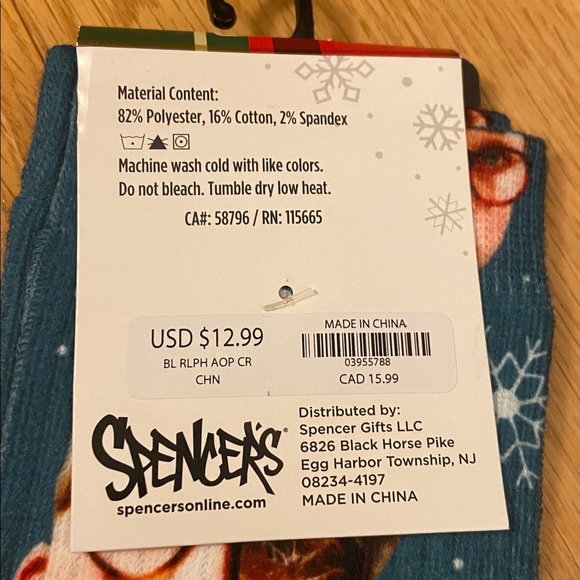 Material Content:
82% Polyester, 16% Cotton, 2% Spandex
Machine wash cold with like colors.
Do not bleach. Tumble dry low heat.
CA#: 58796 / RN: 115665
USD $12.99
BL RLPH AOP CR
CHN
MADE IN CHINA
03955788
CAD 15.99
SPENCER'S®
spencersonline.com
Distributed by:
Spencer Gifts LLC
6826 Black Horse Pike
Egg Harbor Township, NJ
08234-4197
MADE IN CHINA